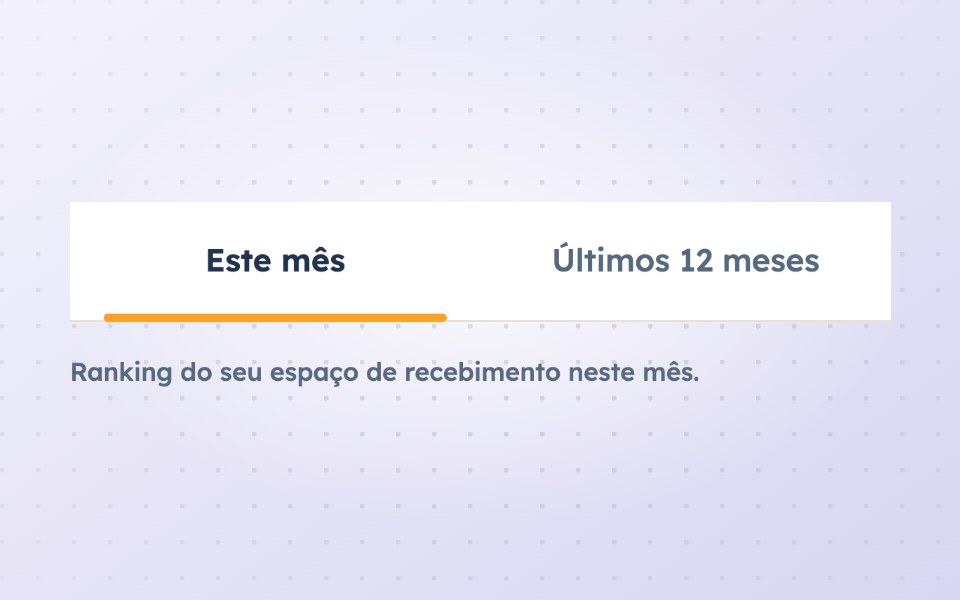 Este mês
Últimos 12 meses
Ranking do seu espaço de recebimento neste mês.